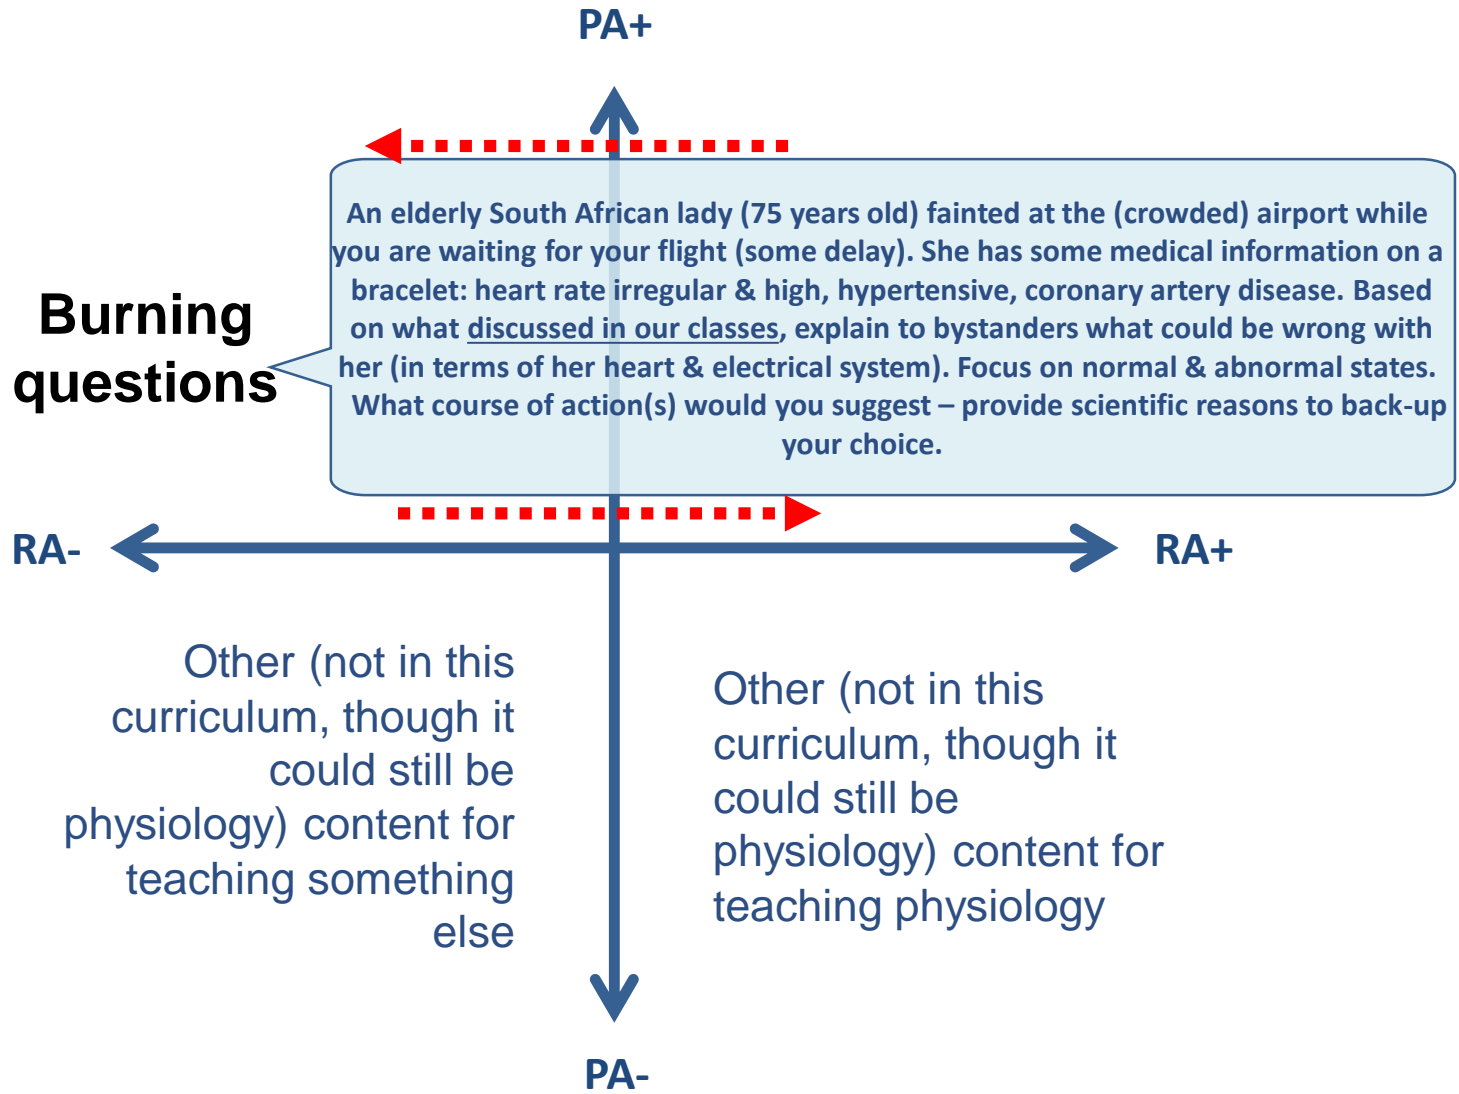 PA+
An elderly South African lady (75 years old) fainted at the (crowded) airport while
you are waiting for your flight (some delay). She has some medical information on a
bracelet: heart rate irregular & high, hypertensive, coronary artery disease. Based
on what discussed in our classes, explain to bystanders what could be wrong with
her (in terms of her heart & electrical system). Focus on normal & abnormal states.
What course of action(s) would you suggest – provide scientific reasons to back-up
your choice.
Burning
questions
RA-
RA+
Other (not in this
curriculum, though it
could still be
physiology) content for
teaching something
else
Other (not in this
curriculum, though it
could still be
physiology) content for
teaching physiology
PA-